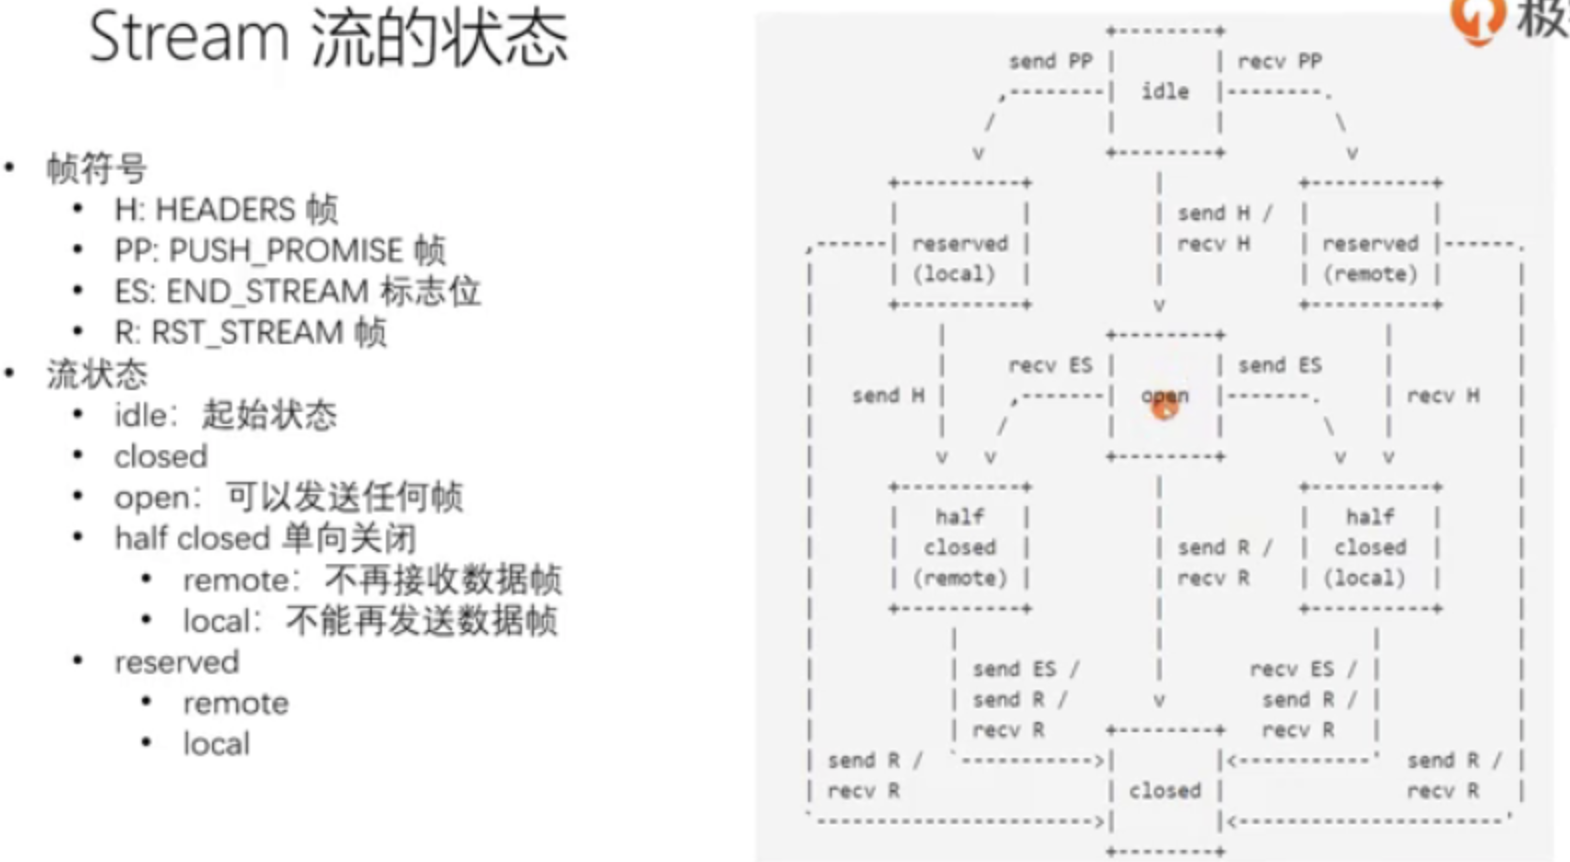 Stream 流的状态
极
• 帧符号
• H: HEADERS 帧
• PP: PUSH_PROMISE 帧
• ES: END_STREAM 标志位
• R: RST_STREAM 帧
• 流状态
• idle：起始状态
• closed
• open：可以发送任何帧
• half closed 单向关闭
• remote：不再接收数据帧
• local：不能再发送数据帧
• reserved
• remote
• local
send PP
recv PP
idle
send H /
recv H
reserved
(local)
reserved
(remote)
recv ES
send ES
send H
open
recv H
half
closed
(remote)
send R /
recv R
half
closed
(local)
send ES /
send R /
recv R
recv ES /
send R /
recv R
send R /
recv R
closed
send R /
recv R